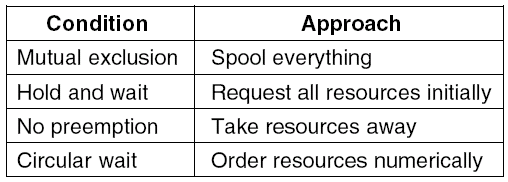 Condition Approach
Mutual exclusion Spool everything
Hold and wait Request all resources initially
No preemption Take resources away
Circular wait Order resources numerically